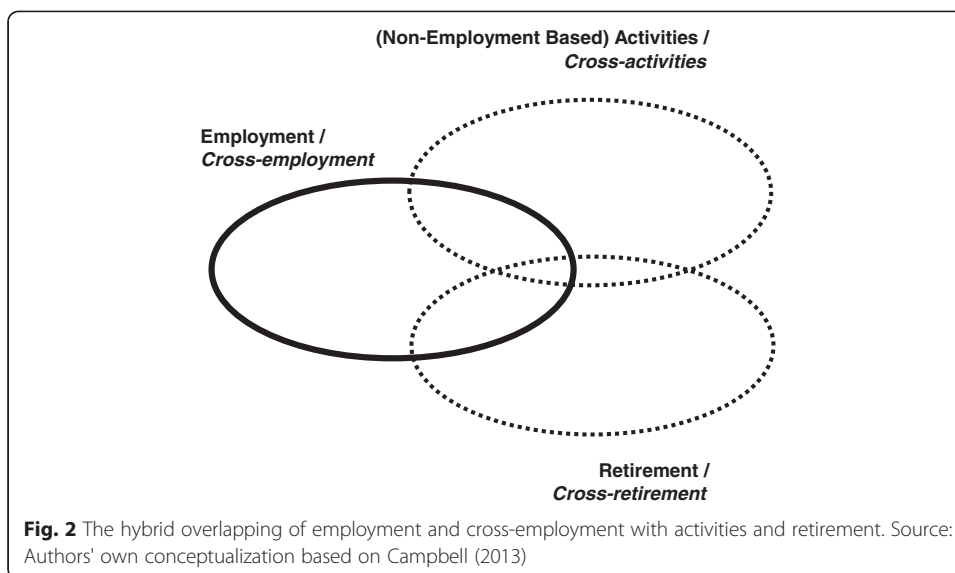 (Non-Employment Based) Activities /
Cross-activities
Employment /
Cross-employment
Retirement /
Cross-retirement
Fig. 2 The hybrid overlapping of employment and cross-employment with activities and retirement. Source:
Authors' own conceptualization based on Campbell (2013)